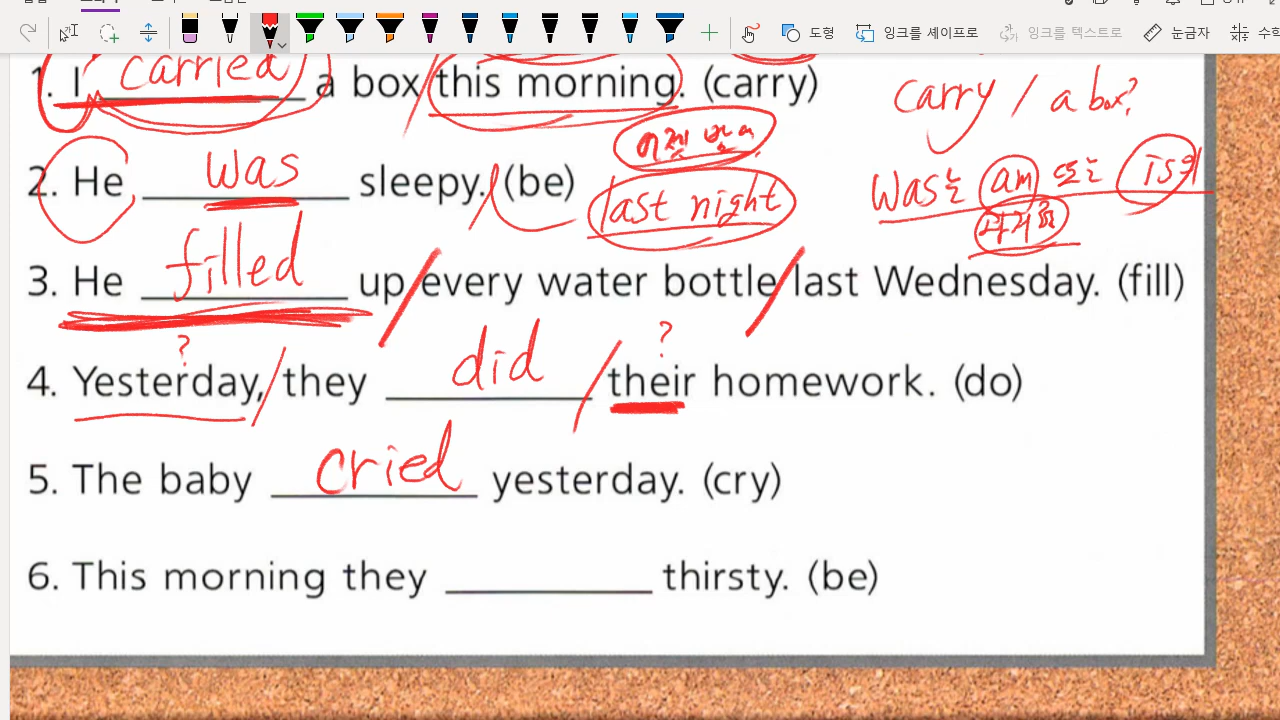 도형 잉크를 셰이프로 잉크를 텍스트로 눈금자 수학
1. I carried a box / this morning. (carry)
carry / a box?
2. He was sleepy. (be)
어젯 밤에.
last night
was는 am 또는 is의
과거형
3. He filled up / every water bottle / last Wednesday. (fill)
? ?
4. Yesterday, / they did / their homework. (do)
5. The baby cried yesterday. (cry)
6. This morning they ________ thirsty. (be)